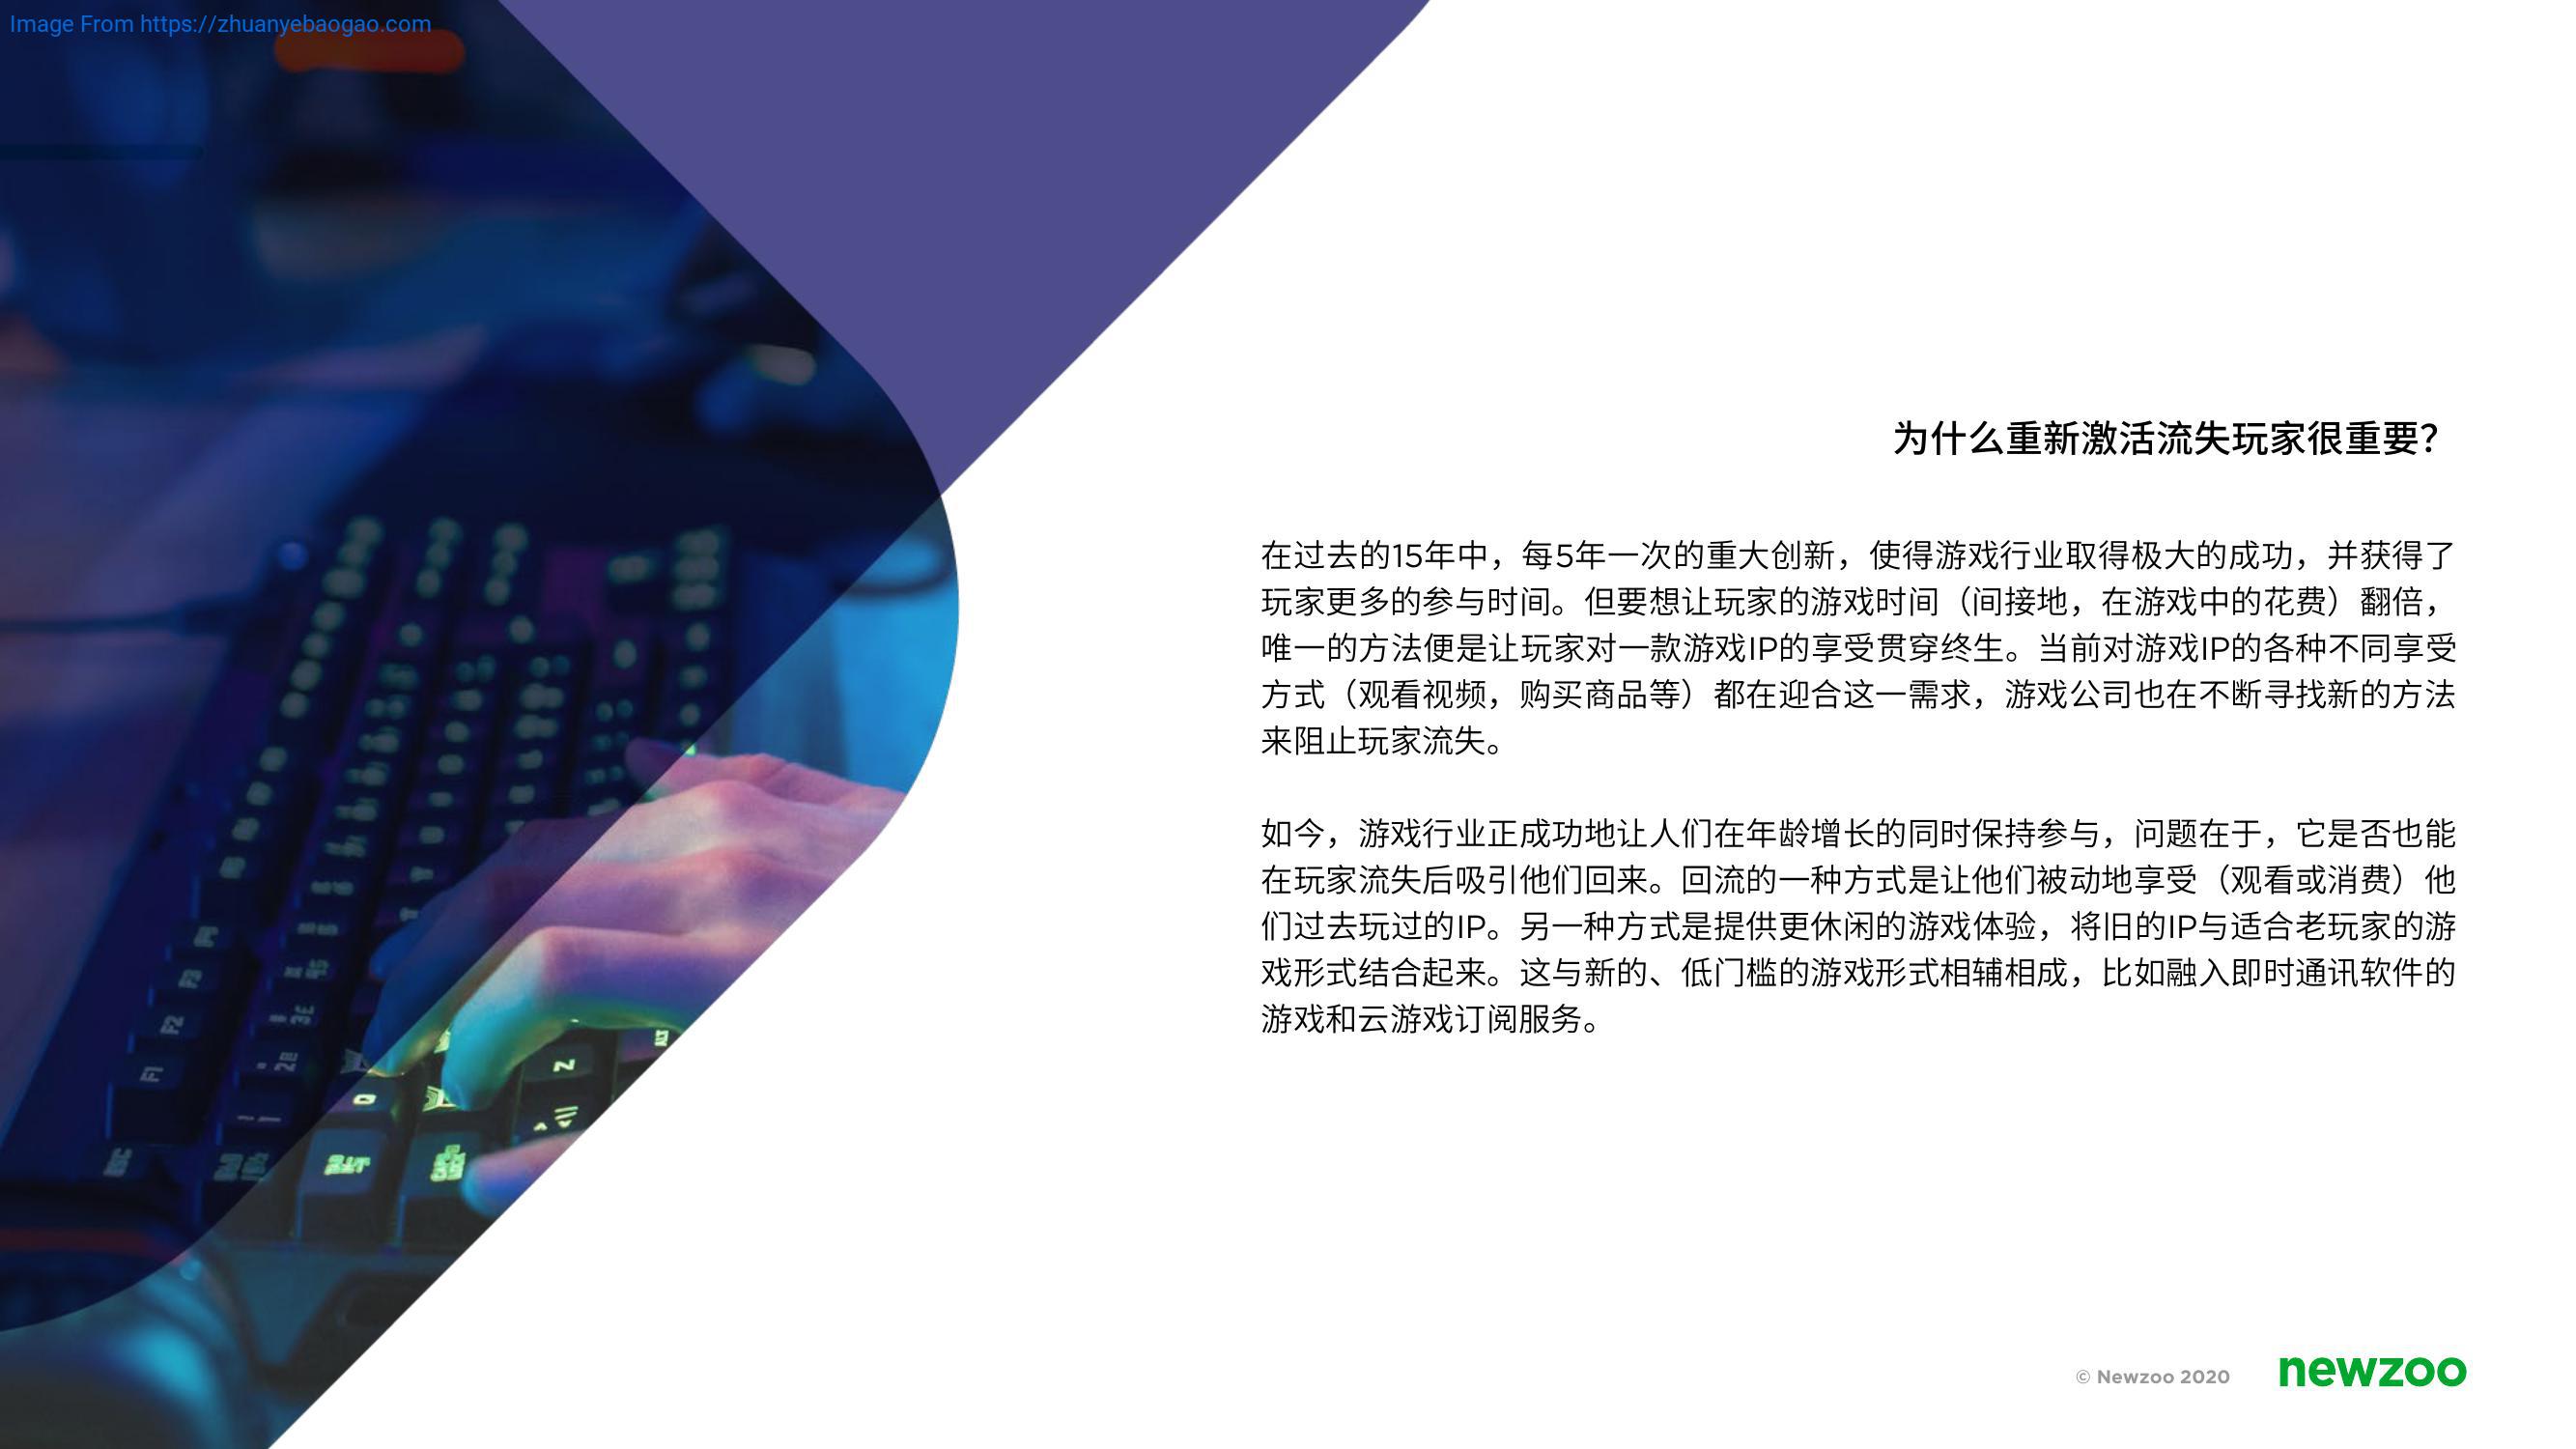 Image From https://zhuanyebaogao.com
为什么重新激活流失玩家很重要？
在过去的15年中，每5年一次的重大创新，使得游戏行业取得极大的成功，并获得了
玩家更多的参与时间。但要想让玩家的游戏时间（间接地，在游戏中的花费）翻倍，
唯一的方法便是让玩家对一款游戏IP的享受贯穿终生。当前对游戏IP的各种不同享受
方式（观看视频，购买商品等）都在迎合这一需求，游戏公司也在不断寻找新的方法
来阻止玩家流失。
如今，游戏行业正成功地让人们在年龄增长的同时保持参与，问题在于，它是否也能
在玩家流失后吸引他们回来。回流的一种方式是让他们被动地享受（观看或消费）他
们过去玩过的IP。另一种方式是提供更休闲的游戏体验，将旧的IP与适合老玩家的游
戏形式结合起来。这与新的、低门槛的游戏形式相辅相成，比如融入即时通讯软件的
游戏和云游戏订阅服务。
F3
F2
F1
ESC
Z
CAPS LOCK
© Newzoo 2020
newzoo